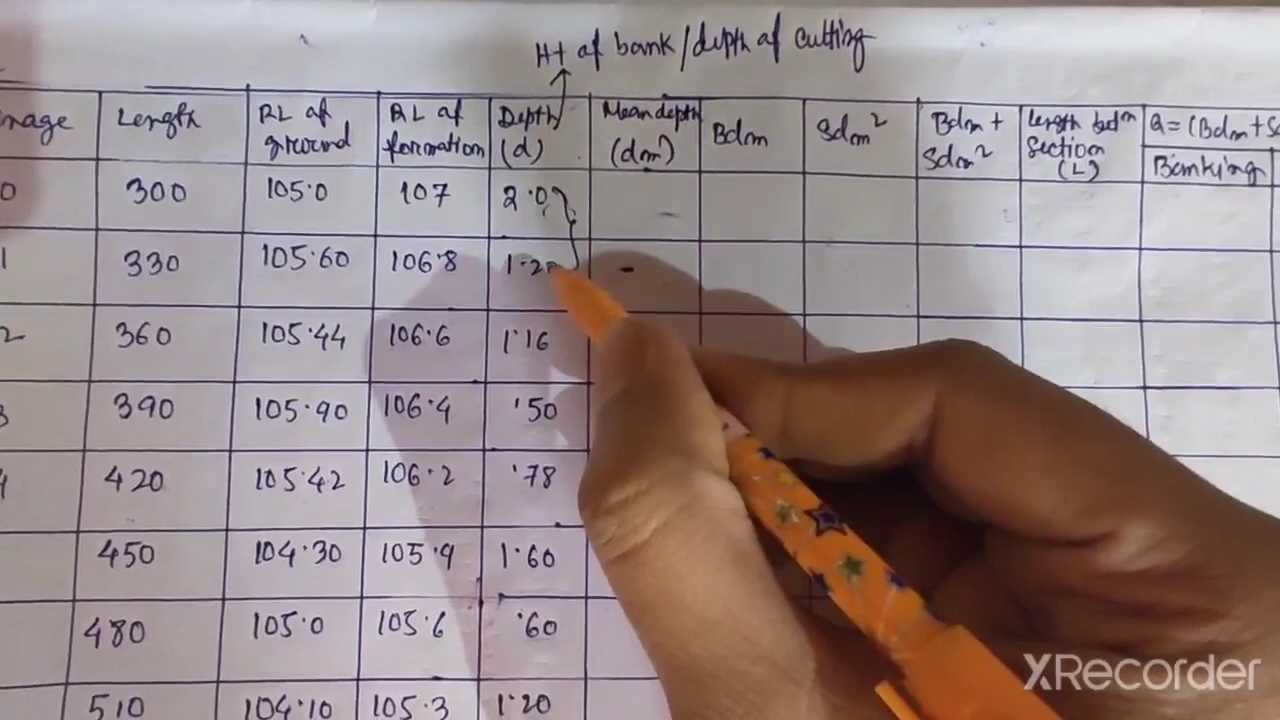 Ht of bank/depth of cutting
nage Length RL of ground RL of formation Depth (d) Mean depth (dm) Bdm Sdm² Bdm + Sdm² Length betn section (L) Q = (Bdm + S
Banking
0 300 105.0 107 2.0 -
1 330 105.60 106.8 1.20 -
2 360 105.44 106.6 1.16
3 390 105.90 106.4 .50
4 420 105.42 106.2 .78
450 104.30 105.9 1.60
480 105.0 105.6 .60
510 104.10 105.3 1.20
XRecorder